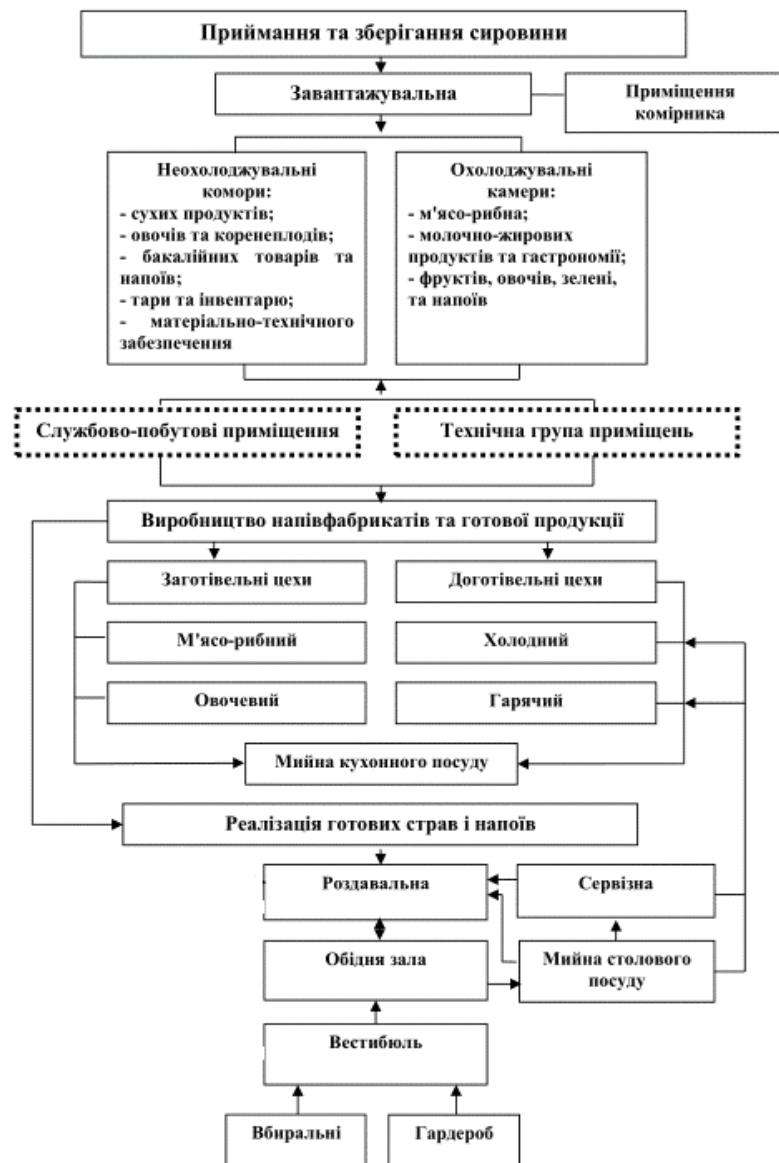 Приймання та зберігання сировини
Завантажувальна
Приміщення
комірника
Неохолоджувальні
комори:
- сухих продуктів;
- овочів та коренеплодів;
- бакалійних товарів та
напоїв;
- тари та інвентарю;
- матеріально-технічного
забезпечення
Охолоджувальні
камери:
- м'ясо-рибна;
- молочно-жирових
продуктів та гастрономії;
- фруктів, овочів, зелені,
та напоїв
Службово-побутові приміщення
Технічна група приміщень
Виробництво напівфабрикатів та готової продукції
Заготівельні цехи
Доготівельні цехи
М'ясо-рибний
Холодний
Овочевий
Гарячий
Мийна кухонного посуду
Реалізація готових страв і напоїв
Роздавальна
Сервізна
Обідня зала
Мийна столового
посуду
Вестибюль
Вбиральні
Гардероб